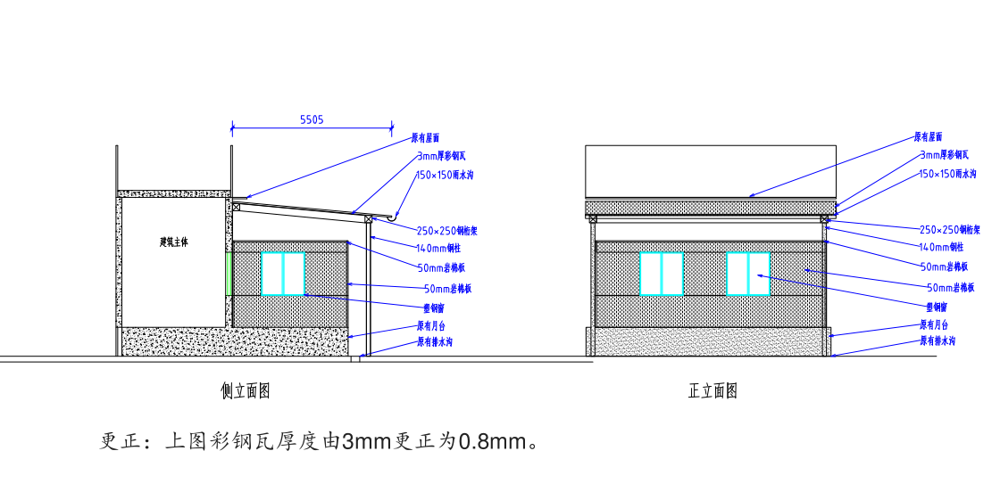 5505
原有屋面
3mm厚彩钢瓦
150×150雨水沟
建筑主体
250×250钢桁架
140mm钢柱
50mm岩棉板
50mm岩棉板
塑钢窗
原有月台
原有排水沟
侧立面图
原有屋面
3mm厚彩钢瓦
150×150雨水沟
250×250钢桁架
140mm钢柱
50mm岩棉板
50mm岩棉板
塑钢窗
原有月台
原有排水沟
正立面图
更正：上图彩钢瓦厚度由3mm更正为0.8mm。